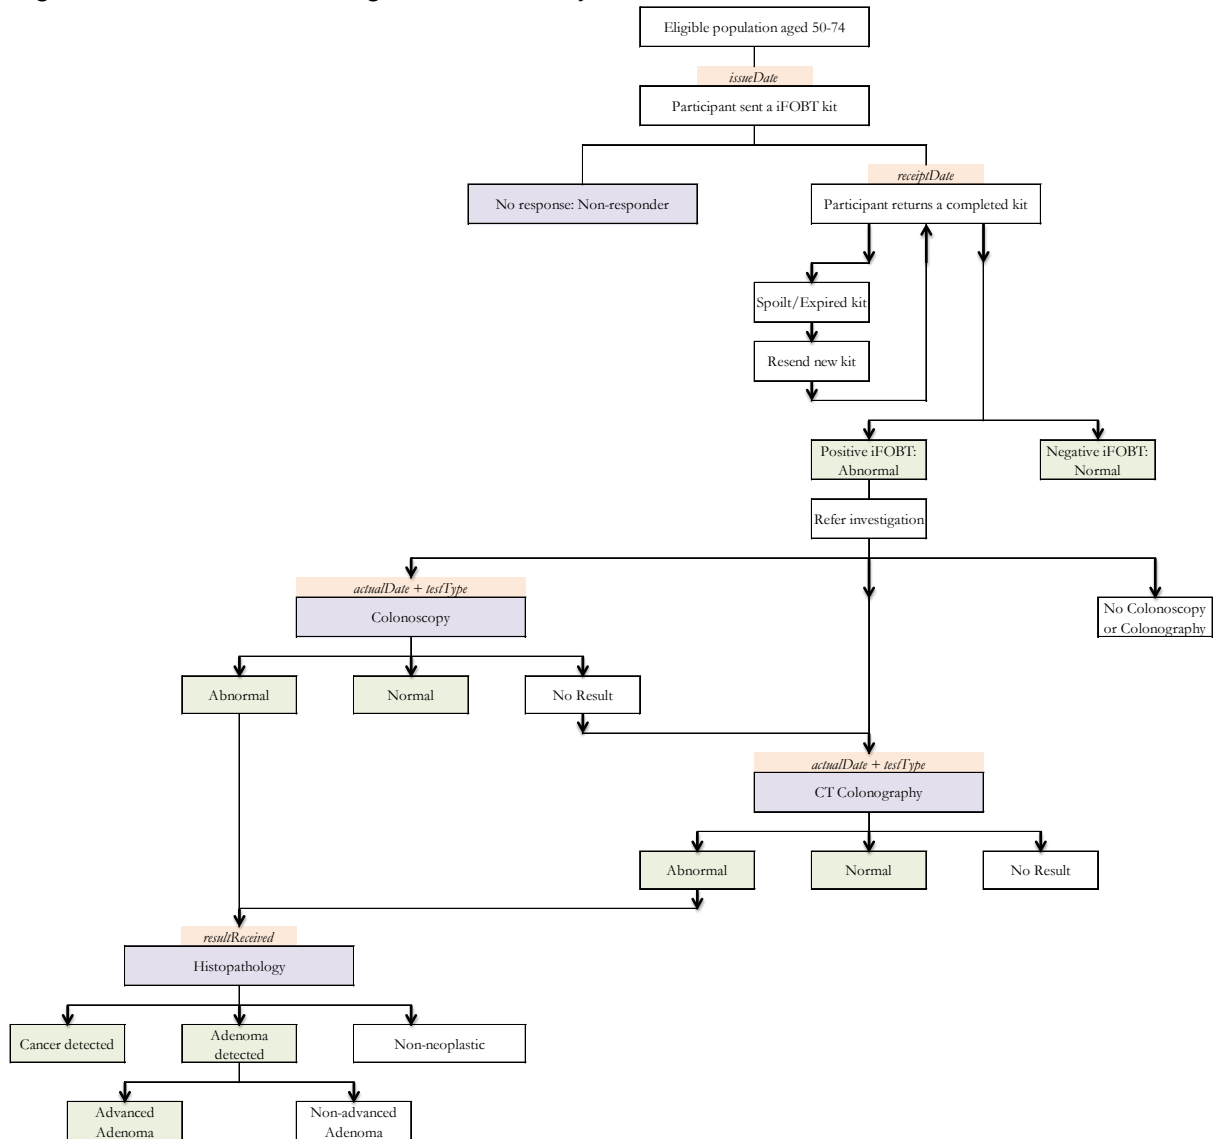 Eligible population aged 50-74
issueDate
Participant sent a iFOBT kit
receiptDate
No response: Non-responder
Participant returns a completed kit
Spoilt/Expired kit
Resend new kit
Positive iFOBT:
Abnormal
Negative iFOBT:
Normal
Refer investigation
actualDate + testType
Colonoscopy
No Colonoscopy
or Colonography
Abnormal
Normal
No Result
actualDate + testType
CT Colonography
Abnormal
Normal
No Result
resultReceived
Histopathology
Cancer detected
Adenoma
detected
Non-neoplastic
Advanced
Adenoma
Non-advanced
Adenoma